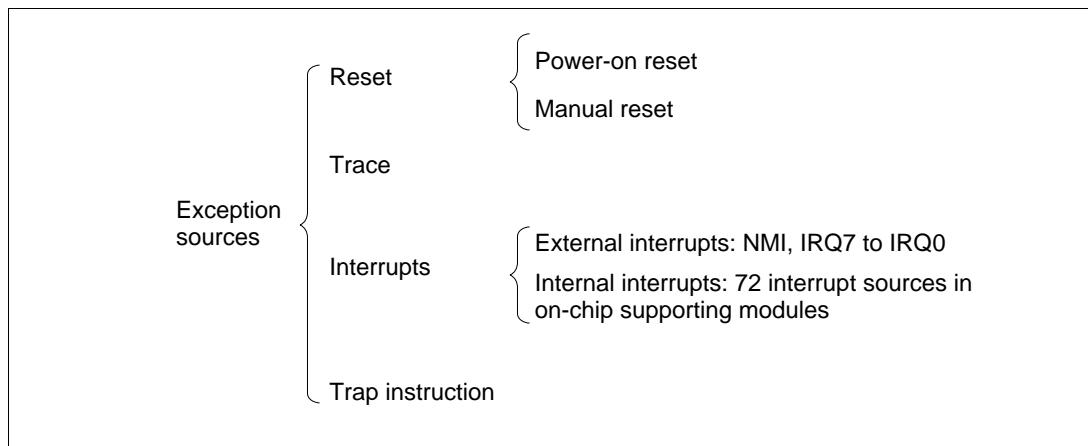 Exception
sources
Reset
Power-on reset
Manual reset
Trace
Interrupts
External interrupts: NMI, IRQ7 to IRQ0
Internal interrupts: 72 interrupt sources in
on-chip supporting modules
Trap instruction